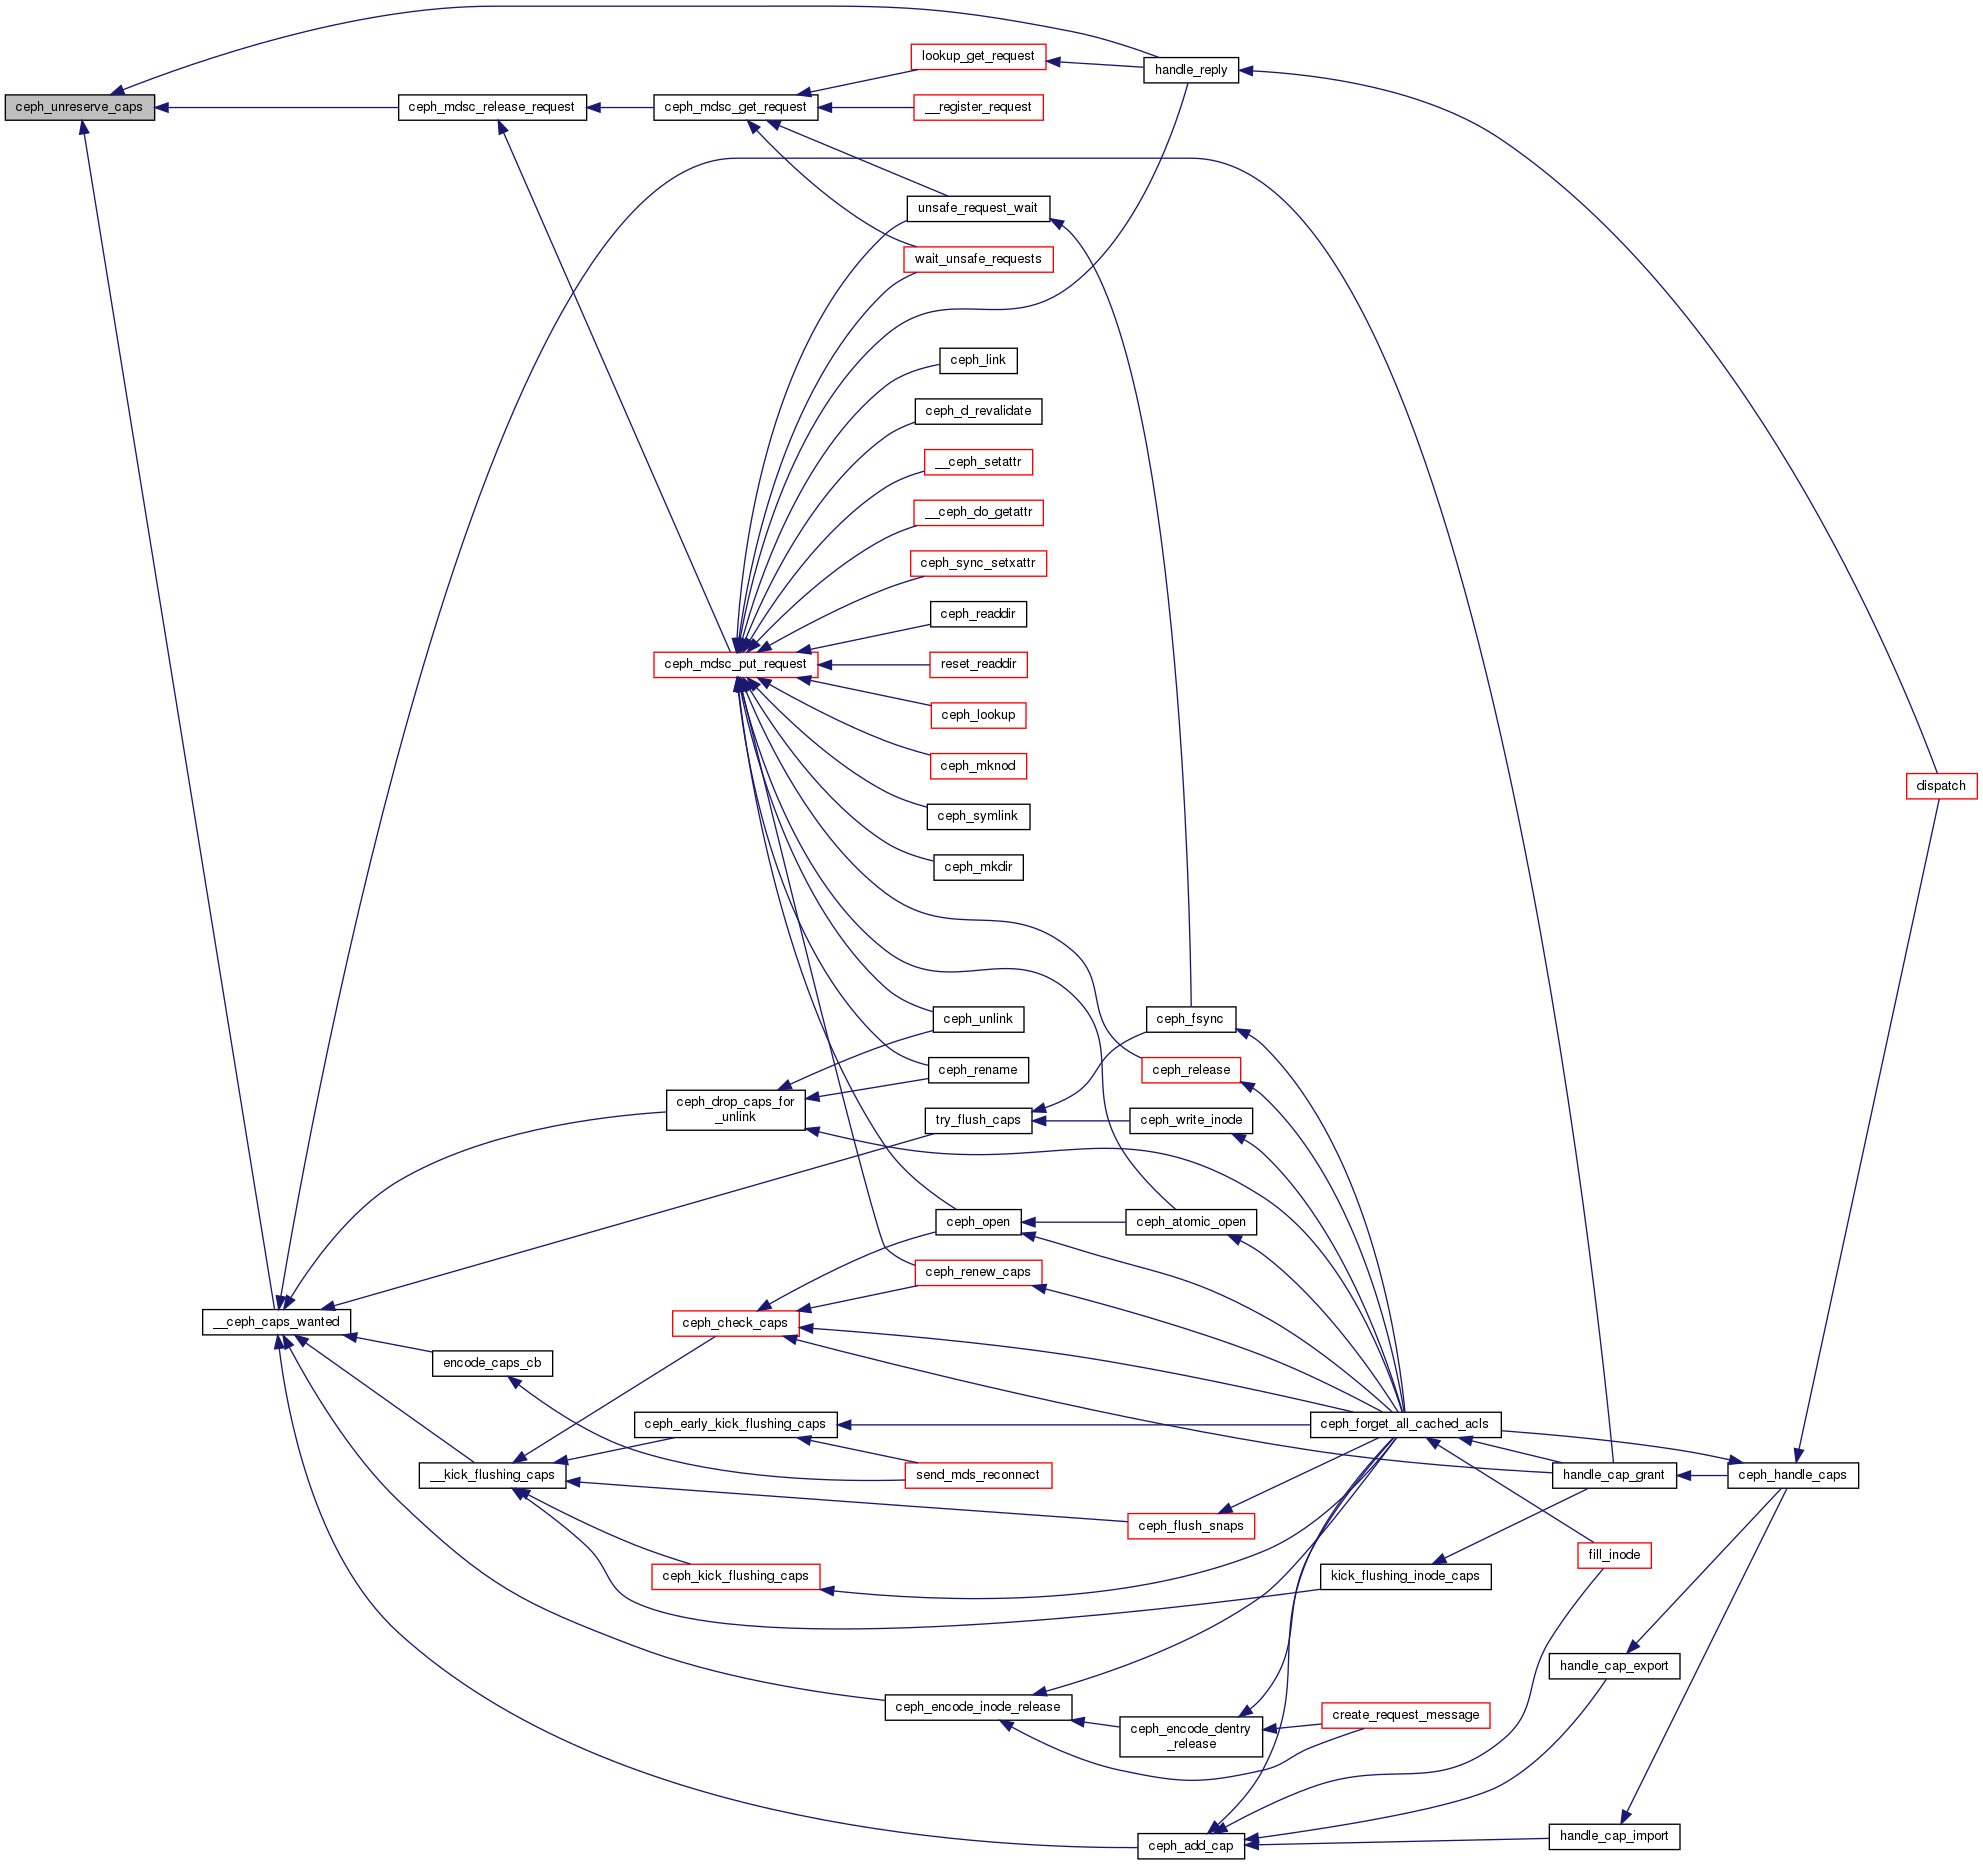 lookup_get_request
handle_reply
ceph_unreserve_caps
ceph_mdsc_release_request
ceph_mdsc_get_request
__register_request
unsafe_request_wait
wait_unsafe_requests
ceph_link
ceph_d_revalidate
__ceph_setattr
__ceph_do_getattr
ceph_sync_setxattr
ceph_readdir
ceph_mdsc_put_request
reset_readdir
ceph_lookup
ceph_mknod
dispatch
ceph_symlink
ceph_mkdir
ceph_unlink
ceph_fsync
ceph_rename
ceph_release
ceph_drop_caps_for
_unlink
try_flush_caps
ceph_write_inode
ceph_open
ceph_atomic_open
ceph_renew_caps
__ceph_caps_wanted
ceph_check_caps
encode_caps_cb
ceph_early_kick_flushing_caps
ceph_forget_all_cached_acls
__kick_flushing_caps
send_mds_reconnect
handle_cap_grant
ceph_handle_caps
ceph_flush_snaps
fill_inode
ceph_kick_flushing_caps
kick_flushing_inode_caps
handle_cap_export
ceph_encode_inode_release
create_request_message
ceph_encode_dentry
_release
handle_cap_import
ceph_add_cap